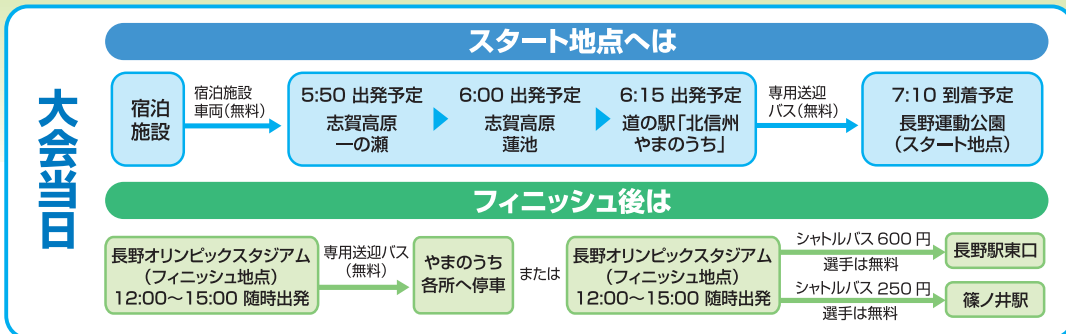 大会当日
スタート地点へは
宿泊
施設
宿泊施設
車両(無料)
5:50 出発予定
志賀高原
一の瀬
6:00 出発予定
志賀高原
蓮池
6:15 出発予定
道の駅「北信州
やまのうち」
専用送迎
バス(無料)
7:10 到着予定
長野運動公園
(スタート地点)
フィニッシュ後は
長野オリンピックスタジアム
(フィニッシュ地点)
12:00〜15:00 随時出発
専用送迎バス
(無料)
やまのうち
各所へ停車
または
長野オリンピックスタジアム
(フィニッシュ地点)
12:00〜15:00 随時出発
シャトルバス 600円
選手は無料
長野駅東口
シャトルバス 250円
選手は無料
篠ノ井駅